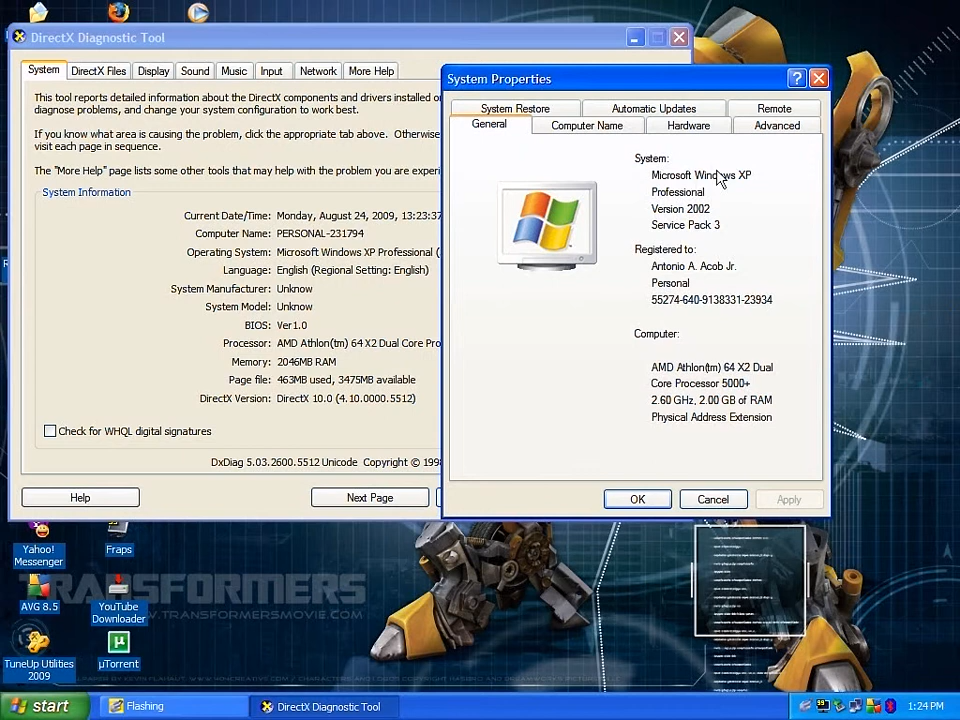 DirectX Diagnostic Tool
System
DirectX Files
Display
Sound
Music
Input
Network
More Help
This tool reports detailed information about the DirectX components and drivers installed on
diagnose problems, and change your system configuration to work best.
If you know what area is causing the problem, click the appropriate tab above. Otherwise
visit each page in sequence.
The "More Help" page lists some other tools that may help with the problem you are experi
System Information
Current Date/Time: Monday, August 24, 2009, 13:23:37
Computer Name: PERSONAL-231794
Operating System: Microsoft Windows XP Professional (
Language: English (Regional Setting: English)
System Manufacturer: Unknow
System Model: Unknow
BIOS: Ver1.0
Processor: AMD Athlon(tm) 64 X2 Dual Core Pro
Memory: 2046MB RAM
Page file: 463MB used, 3475MB available
DirectX Version: DirectX 10.0 (4.10.0000.5512)
Check for WHQL digital signatures
DxDiag 5.03.2600.5512 Unicode Copyright © 199
Help
Next Page
System Properties
System Restore
Automatic Updates
Remote
General
Computer Name
Hardware
Advanced
System:
Microsoft Windows XP
Professional
Version 2002
Service Pack 3
Registered to:
Antonio A. Acob Jr.
Personal
55274-640-9138331-23934
Computer:
AMD Athlon(tm) 64 X2 Dual
Core Processor 5000+
2.60 GHz, 2.00 GB of RAM
Physical Address Extension
OK
Cancel
Apply
Yahoo!
Messenger
Fraps
AVG 8.5
YouTube
Downloader
TuneUp Utilities
2009
µTorrent
TRANSFORMERS
WWW.TRANSFORMERSMOVIE.COM
start
Flashing
DirectX Diagnostic Tool
1:24 PM